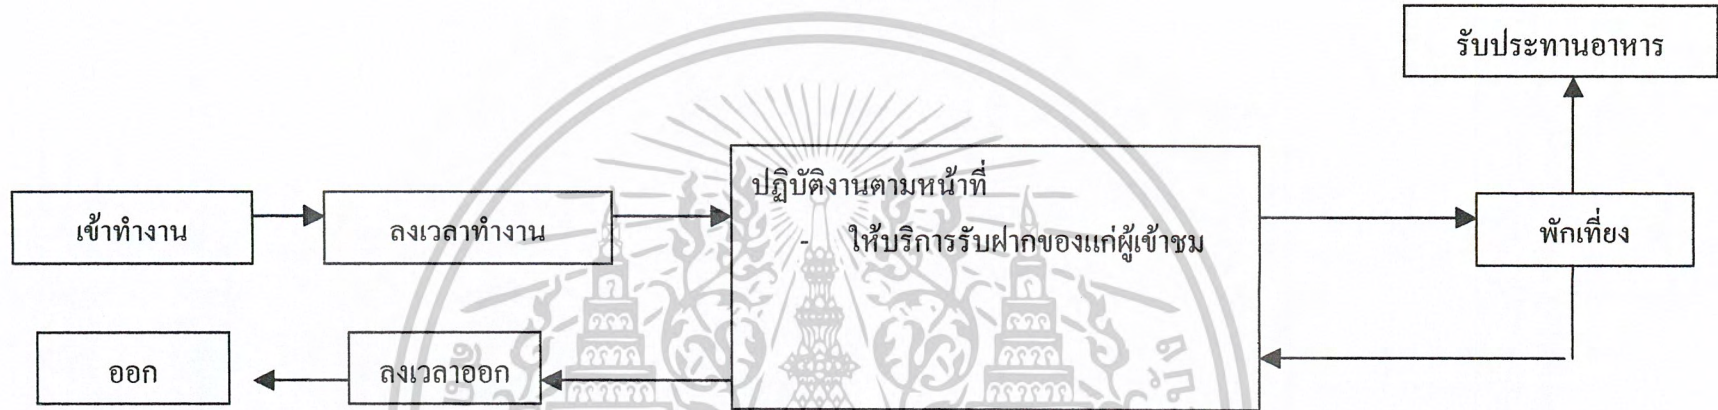 รับประทานอาหาร
เข้าทำงาน
ลงเวลาทำงาน
ปฏิบัติงานตามหน้าที่
- ให้บริการรับฝากของแก่ผู้เข้าชม
พักเที่ยง
ออก
ลงเวลาออก